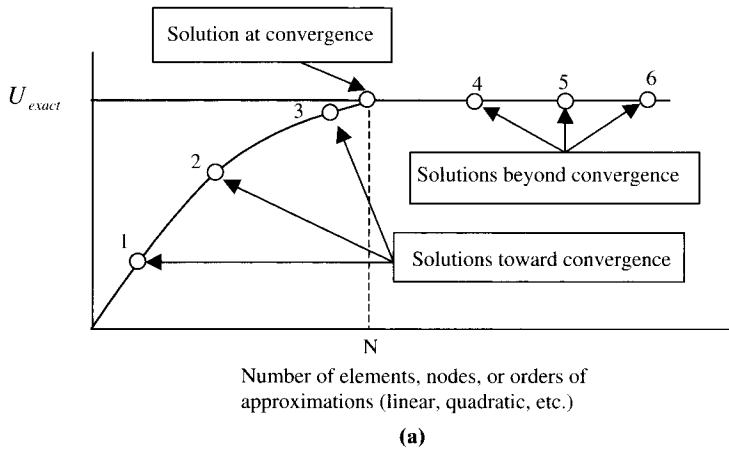 Solution at convergence
U exact
1
2
3
4
5
6
Solutions beyond convergence
Solutions toward convergence
N
Number of elements, nodes, or orders of
approximations (linear, quadratic, etc.)
(a)